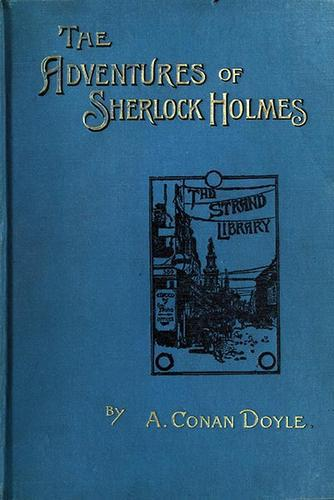 THE
ADVENTURES OF
SHERLOCK HOLMES
THE
STRAND
LIBRARY
BY A. CONAN DOYLE.